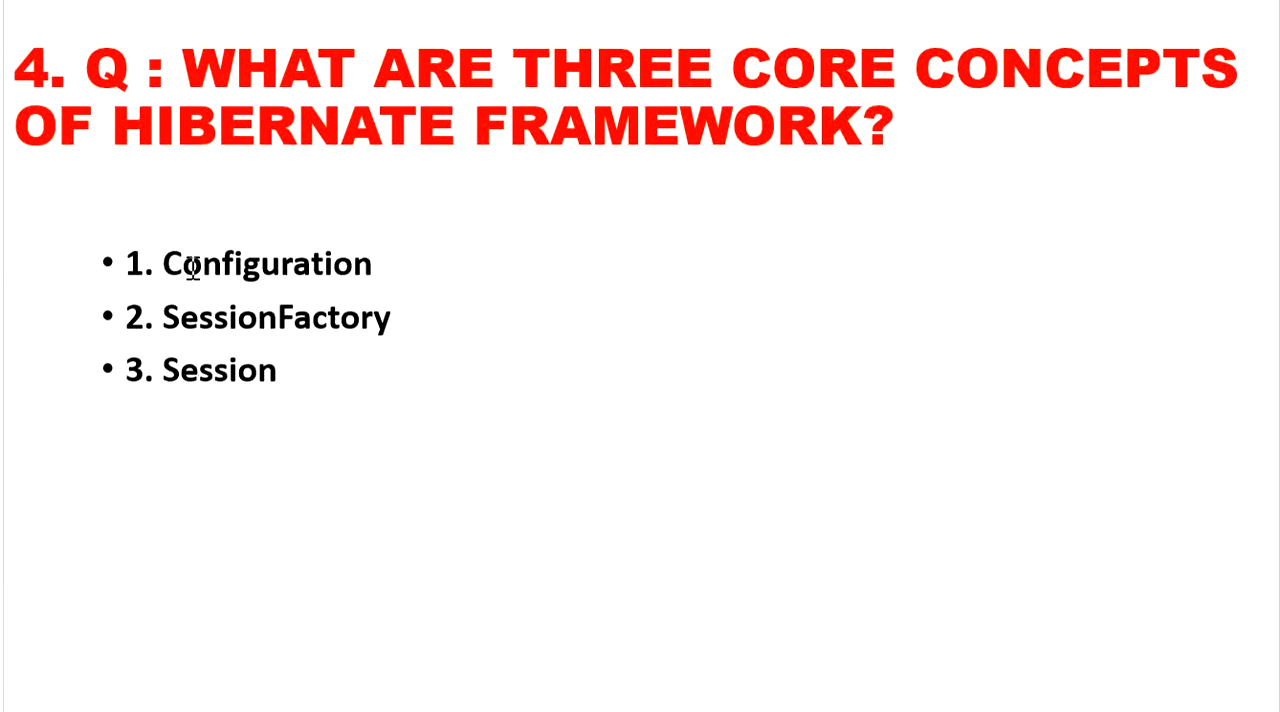 4. Q : WHAT ARE THREE CORE CONCEPTS
OF HIBERNATE FRAMEWORK?
• 1. Configuration
• 2. SessionFactory
• 3. Session